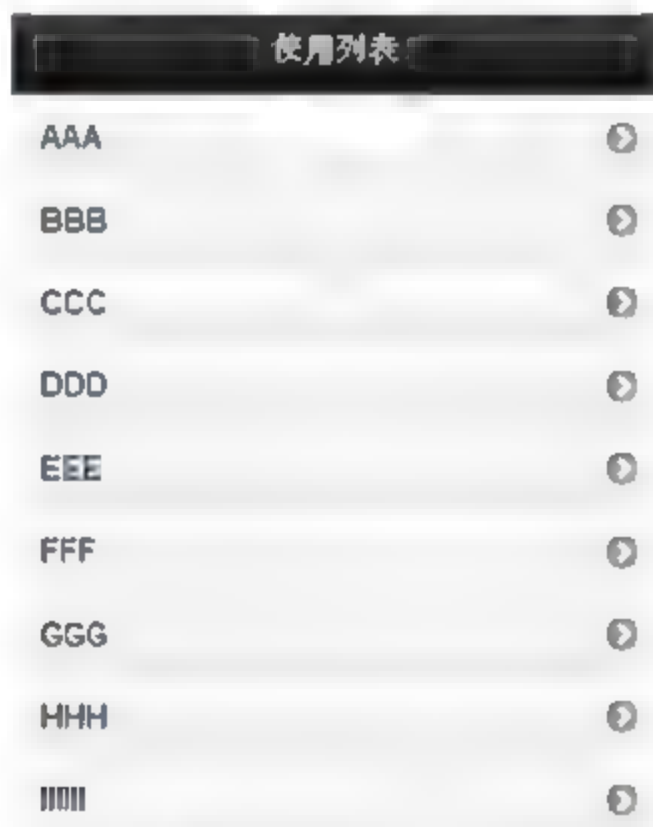 使用列表
AAA
BBB
CCC
DDD
EEE
FFF
GGG
HHH